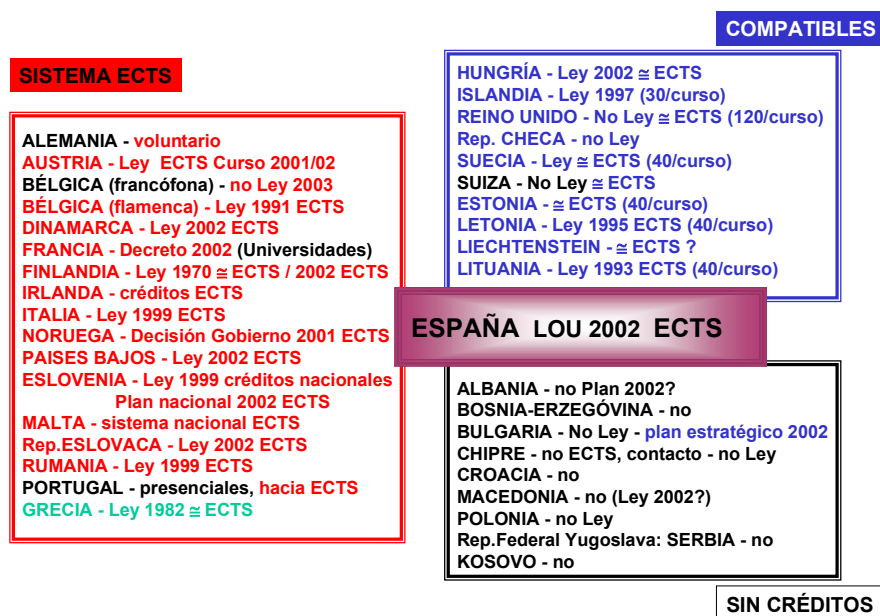 COMPATIBLES
SISTEMA ECTS
HUNGRÍA - Ley 2002 ≅ ECTS
ISLANDIA - Ley 1997 (30/curso)
REINO UNIDO - No Ley ≅ ECTS (120/curso)
Rep. CHECA - no Ley
SUECIA - Ley ≅ ECTS (40/curso)
SUIZA - No Ley ≅ ECTS
ESTONIA - ≅ ECTS (40/curso)
LETONIA - Ley 1995 ECTS (40/curso)
LIECHTENSTEIN - ≅ ECTS ?
LITUANIA - Ley 1993 ECTS (40/curso)
ALEMANIA - voluntario
AUSTRIA - Ley ECTS Curso 2001/02
BÉLGICA (francófona) - no Ley 2003
BÉLGICA (flamenca) - Ley 1991 ECTS
DINAMARCA - Ley 2002 ECTS
FRANCIA - Decreto 2002 (Universidades)
FINLANDIA - Ley 1970 ≅ ECTS / 2002 ECTS
IRLANDA - créditos ECTS
ITALIA - Ley 1999 ECTS
NORUEGA - Decisión Gobierno 2001 ECTS
PAISES BAJOS - Ley 2002 ECTS
ESLOVENIA - Ley 1999 créditos nacionales
Plan nacional 2002 ECTS
MALTA - sistema nacional ECTS
Rep.ESLOVACA - Ley 2002 ECTS
RUMANIA - Ley 1999 ECTS
PORTUGAL - presenciales, hacia ECTS
GRECIA - Ley 1982 ≅ ECTS
ESPAÑA LOU 2002 ECTS
ALBANIA - no Plan 2002?
BOSNIA-ERZEGÓVINA - no
BULGARIA - No Ley - plan estratégico 2002
CHIPRE - no ECTS, contacto - no Ley
CROACIA - no
MACEDONIA - no (Ley 2002?)
POLONIA - no Ley
Rep.Federal Yugoslava: SERBIA - no
KOSOVO - no
SIN CRÉDITOS